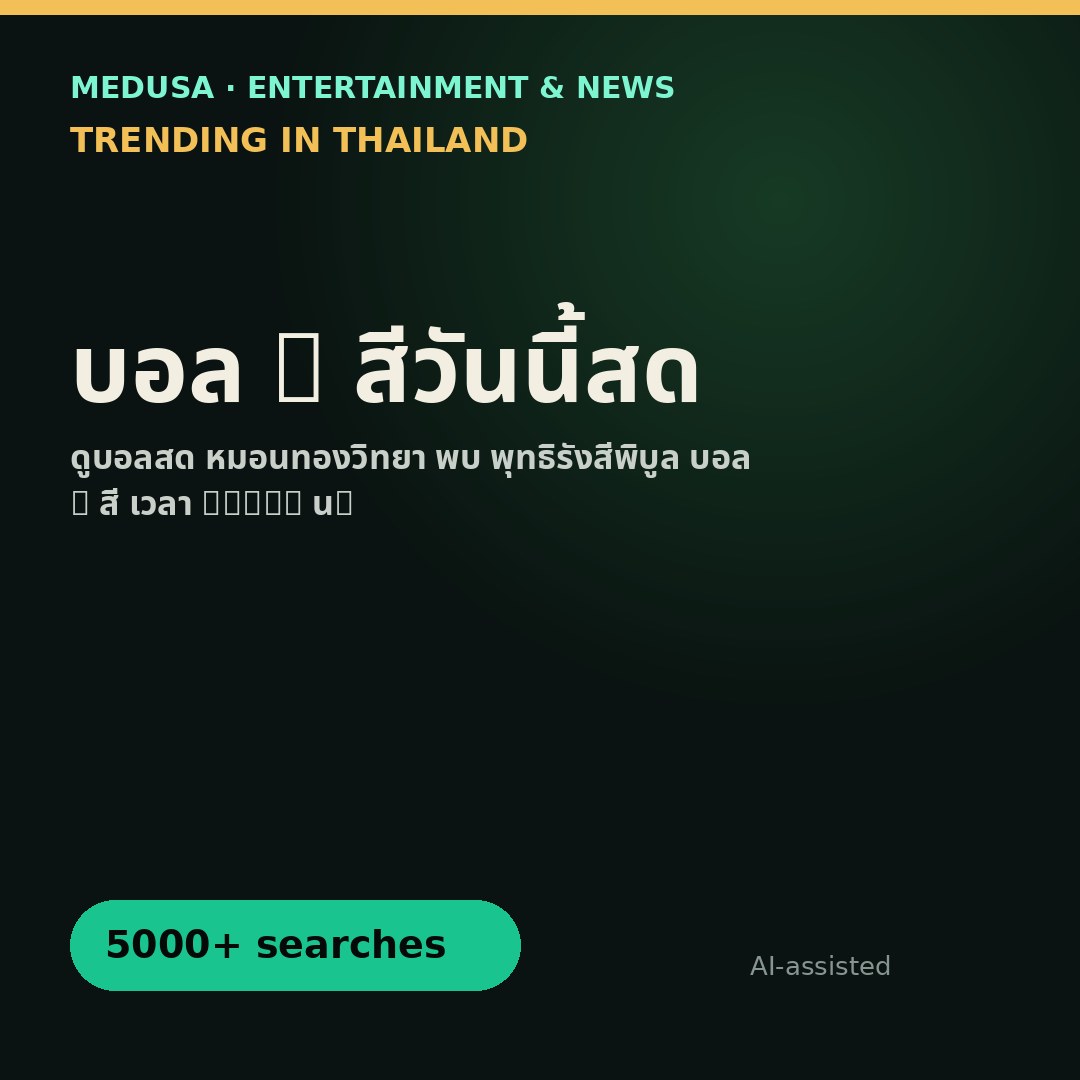 MEDUSA · ENTERTAINMENT & NEWS
TRENDING IN THAILAND
บอล สีวันนี้สด
ดูบอลสด หมอนทองวิทยา พบ พุทธิรังสีพิบูล บอล
สี เวลา น
5000+ searches
AI-assisted